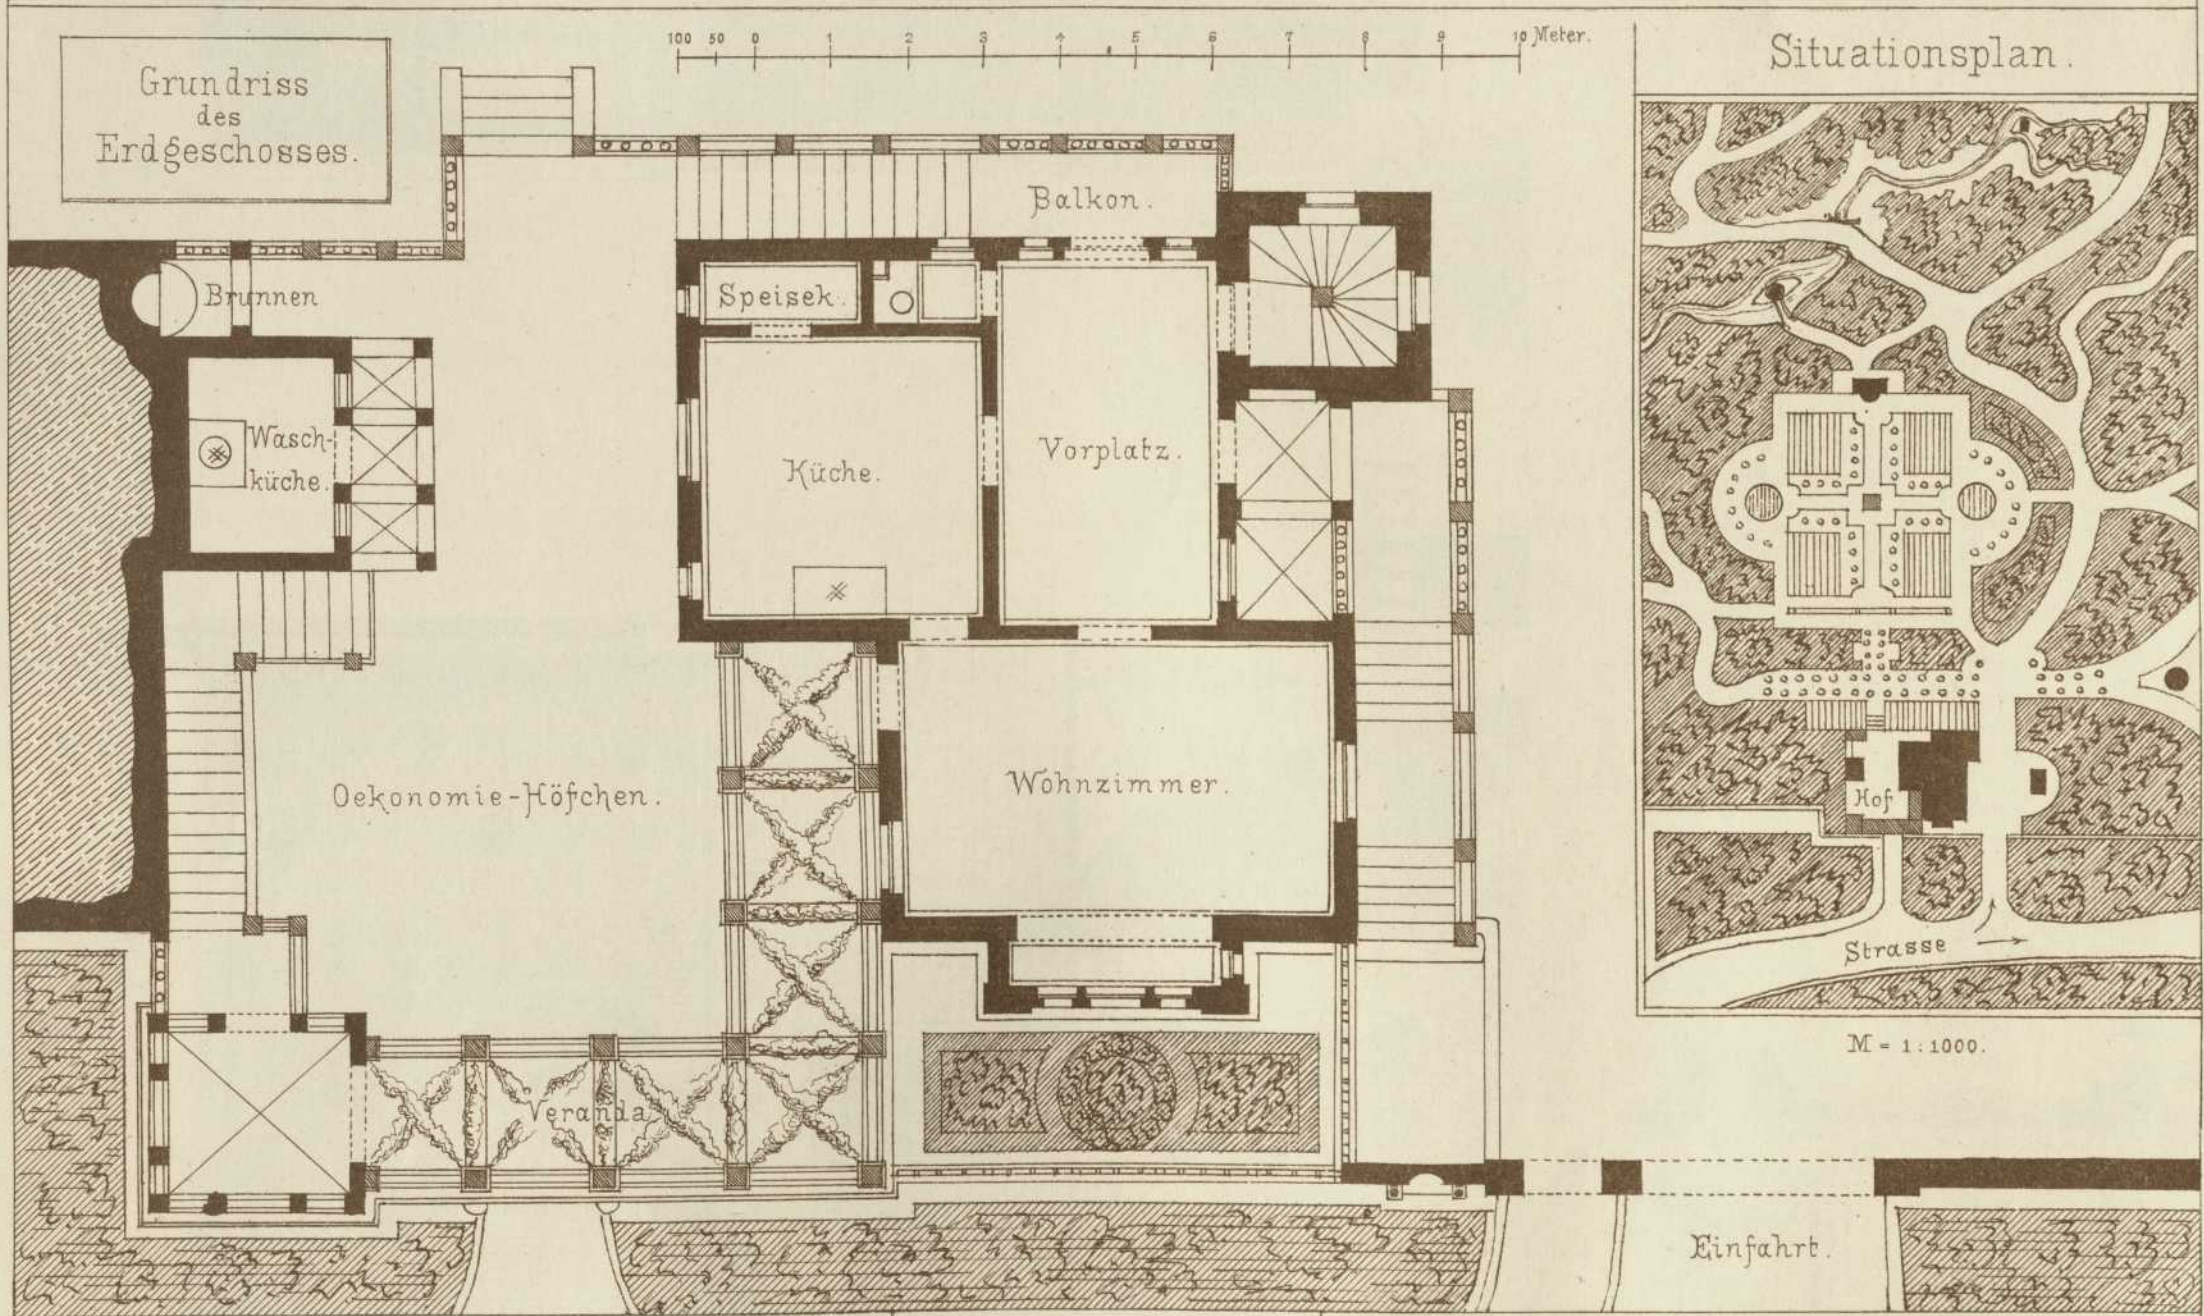 Grundriss
des
Erdgeschosses.
100 50 0 1 2 3 4 5 6 7 8 9 10 Meter.
Situationsplan.
Balkon.
Brunnen
Speisek.
Wasch-
küche.
Küche.
Vorplatz.
Oekonomie-Höfchen.
Wohnzimmer.
Veranda
Einfahrt.
Hof
Strasse
M = 1:1000.